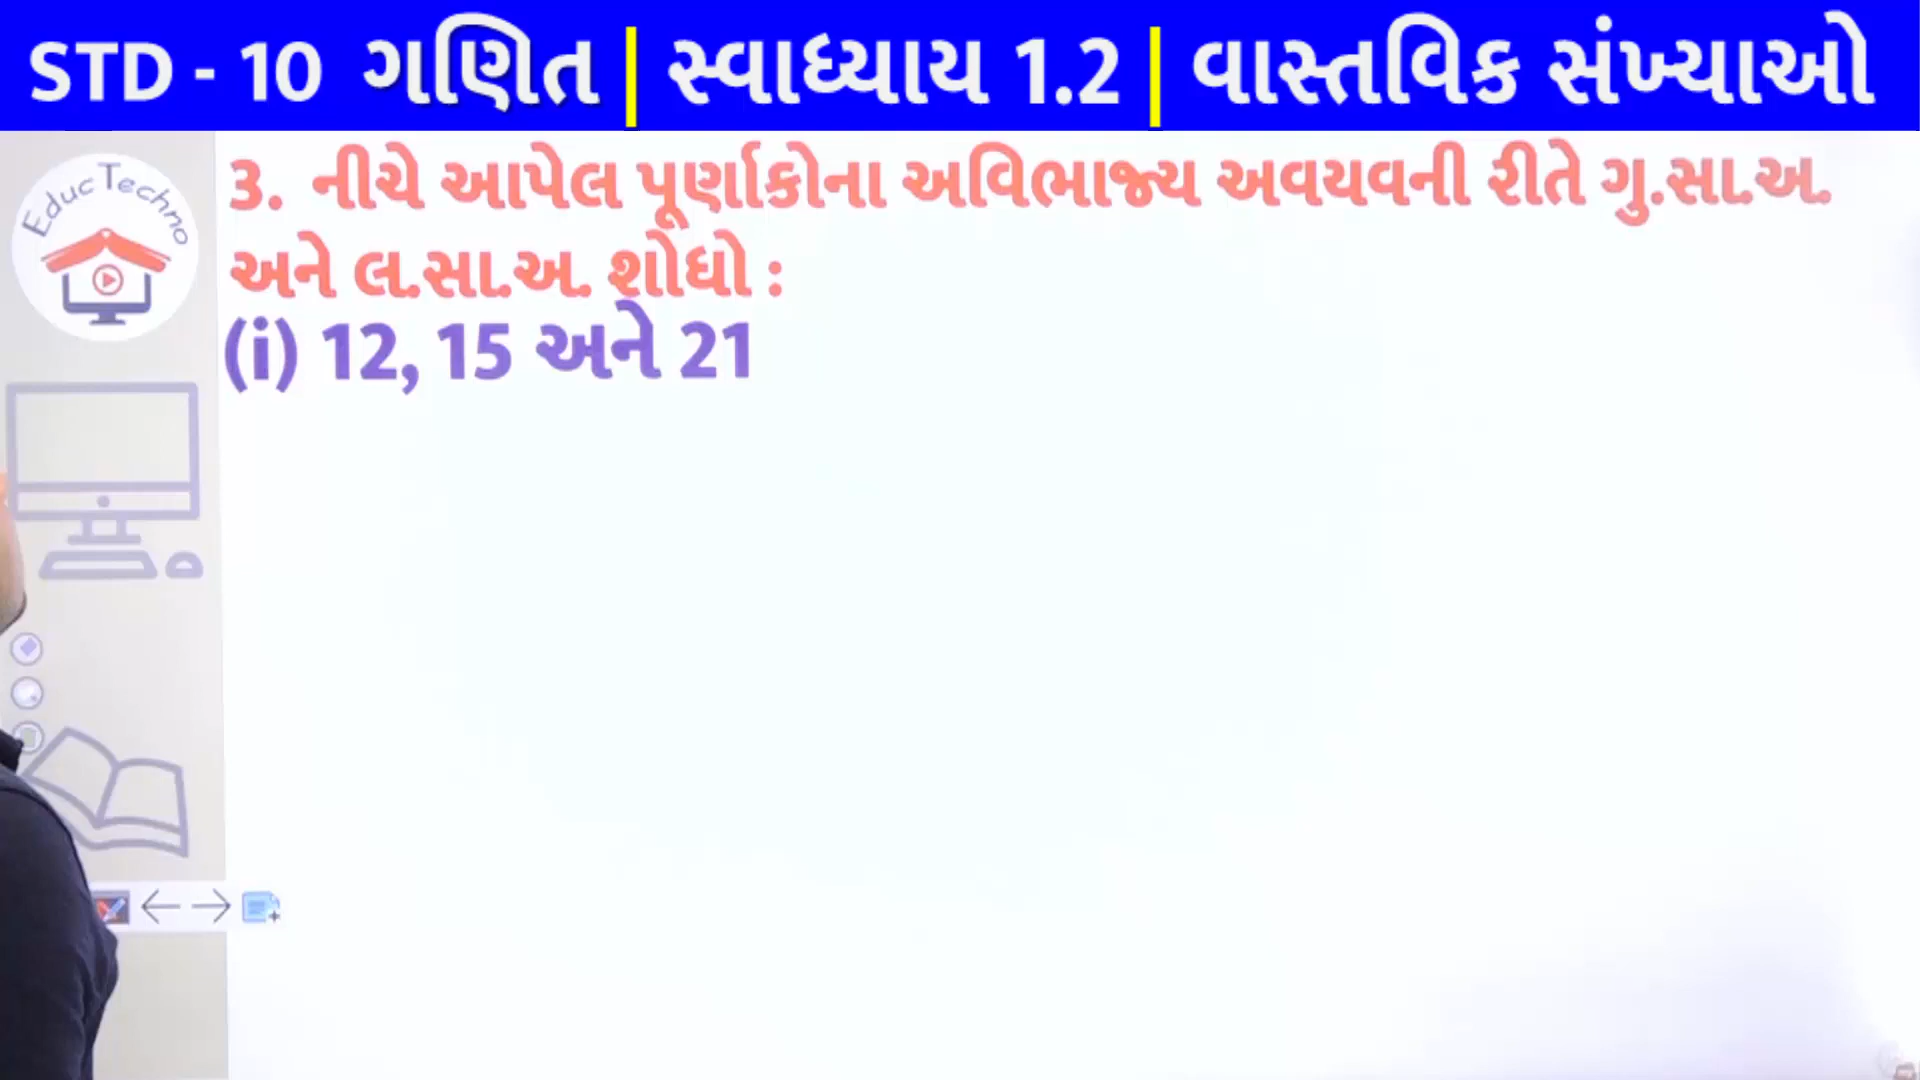 STD - 10 ગણિત | સ્વાધ્યાય 1.2 | વાસ્તવિક સંખ્યાઓ
EducTechno
3. નીચે આપેલ પૂર્ણાકોના અવિભાજ્ય અવયવની રીતે ગુ.સા.અ.
અને લ.સા.અ. શોધો :
(i) 12, 15 અને 21